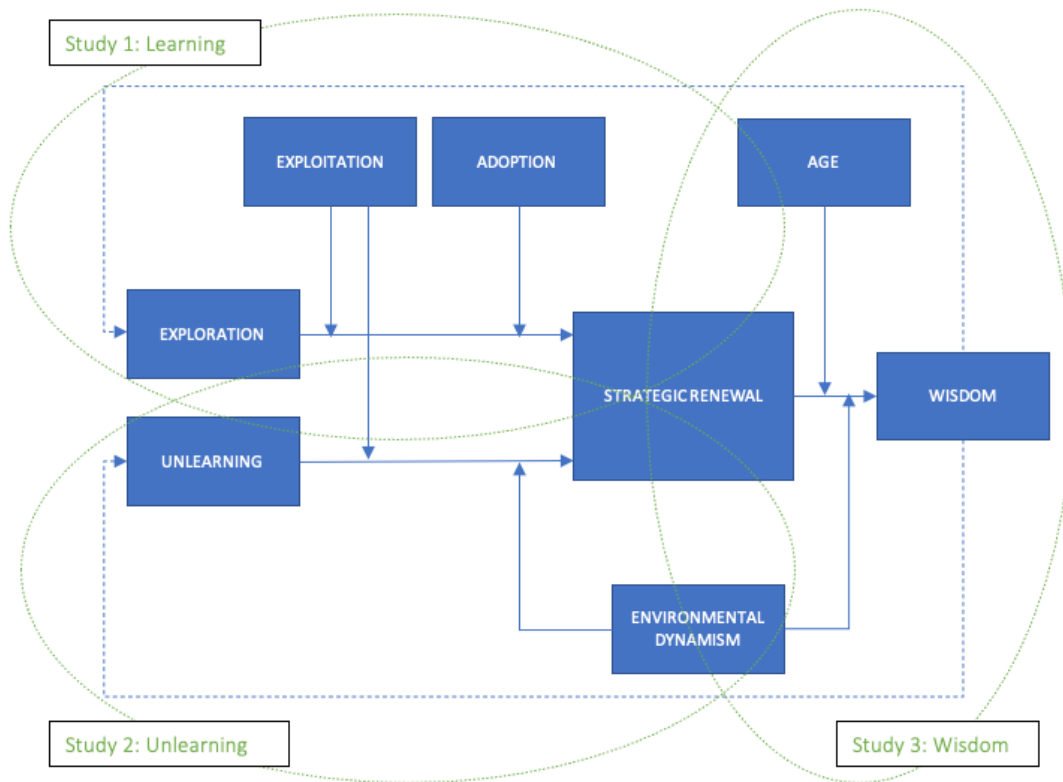 Study 1: Learning
EXPLOITATION
ADOPTION
AGE
EXPLORATION
STRATEGIC RENEWAL
WISDOM
UNLEARNING
ENVIRONMENTAL
DYNAMISM
Study 2: Unlearning
Study 3: Wisdom